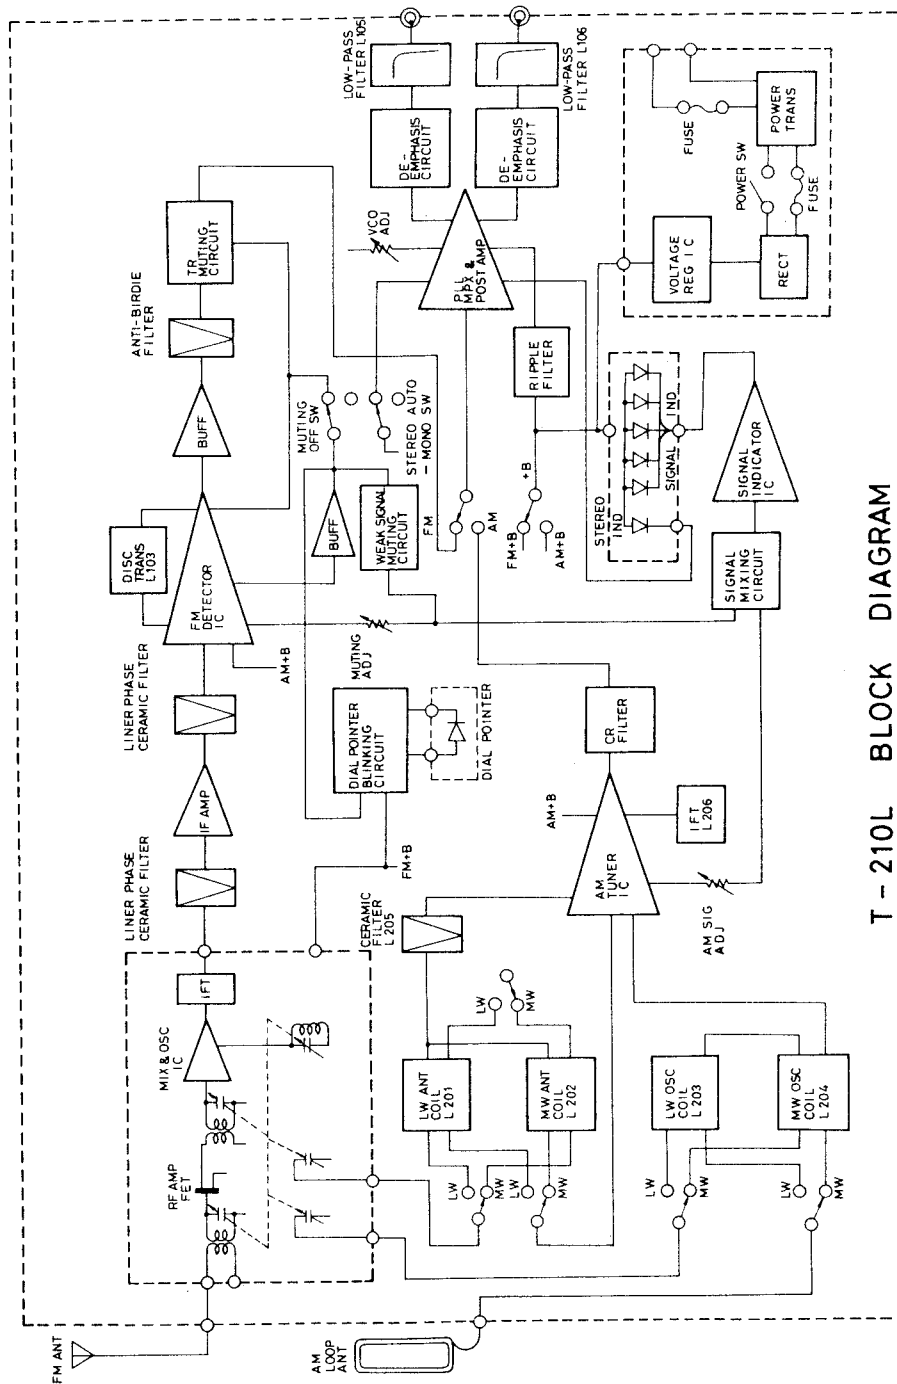 FM ANT
AM
LOOP
ANT
RF AMP
FET
MIX & OSC
IC
IFT
LINER PHASE
CERAMIC FILTER
IF AMP
LINER PHASE
CERAMIC FILTER
AM+B
FM
DETECTOR
IC
DISC
TRANS
L103
BUFF
ANTI-BIRDIE
FILTER
TR
MUTING
CIRCUIT
FM+B
DIAL POINTER
BLINKING
CIRCUIT
DIAL POINTER
MUTING
ADJ
BUFF
WEAK SIGNAL
MUTING
CIRCUIT
MUTING
OFF SW
STEREO AUTO
- MONO SW
VCO
ADJ
PLL
MPX &
POST AMP
DE-
EMPHASIS
CIRCUIT
LOW-PASS
FILTER L105
DE-
EMPHASIS
CIRCUIT
LOW-PASS
FILTER L106
FM
AM
FM+B
AM+B
+B
RIPPLE
FILTER
CERAMIC
FILTER
L205
LW ANT
COIL
L201
MW ANT
COIL
L202
LW
MW
LW
MW
LW
MW
LW OSC
COIL
L203
MW OSC
COIL
L204
LW
MW
LW
MW
AM
TUNER
IC
AM+B
IFT
L206
CR
FILTER
AM SIG
ADJ
SIGNAL
MIXING
CIRCUIT
SIGNAL
INDICATOR
IC
STEREO
IND
SIGNAL IND
VOLTAGE
REG IC
RECT
POWER SW
FUSE
POWER
TRANS
FUSE
T-210L BLOCK DIAGRAM